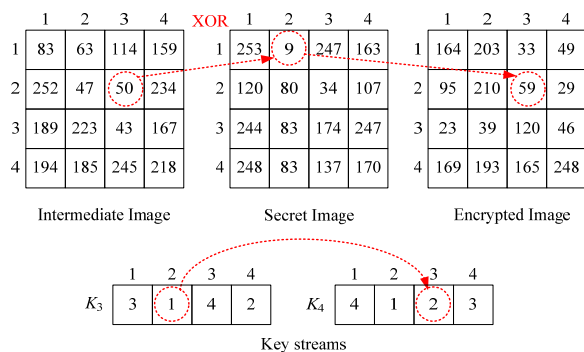 XOR
1 2 3 4 1 2 3 4 1 2 3 4
1 83 63 114 159 1 253 9 247 163 1 164 203 33 49
2 252 47 50 234 2 120 80 34 107 2 95 210 59 29
3 189 223 43 167 3 244 83 174 247 3 23 39 120 46
4 194 185 245 218 4 248 83 137 170 4 169 193 165 248
Intermediate Image Secret Image Encrypted Image
1 2 3 4 1 2 3 4
K3 3 1 4 2 K4 4 1 2 3
Key streams